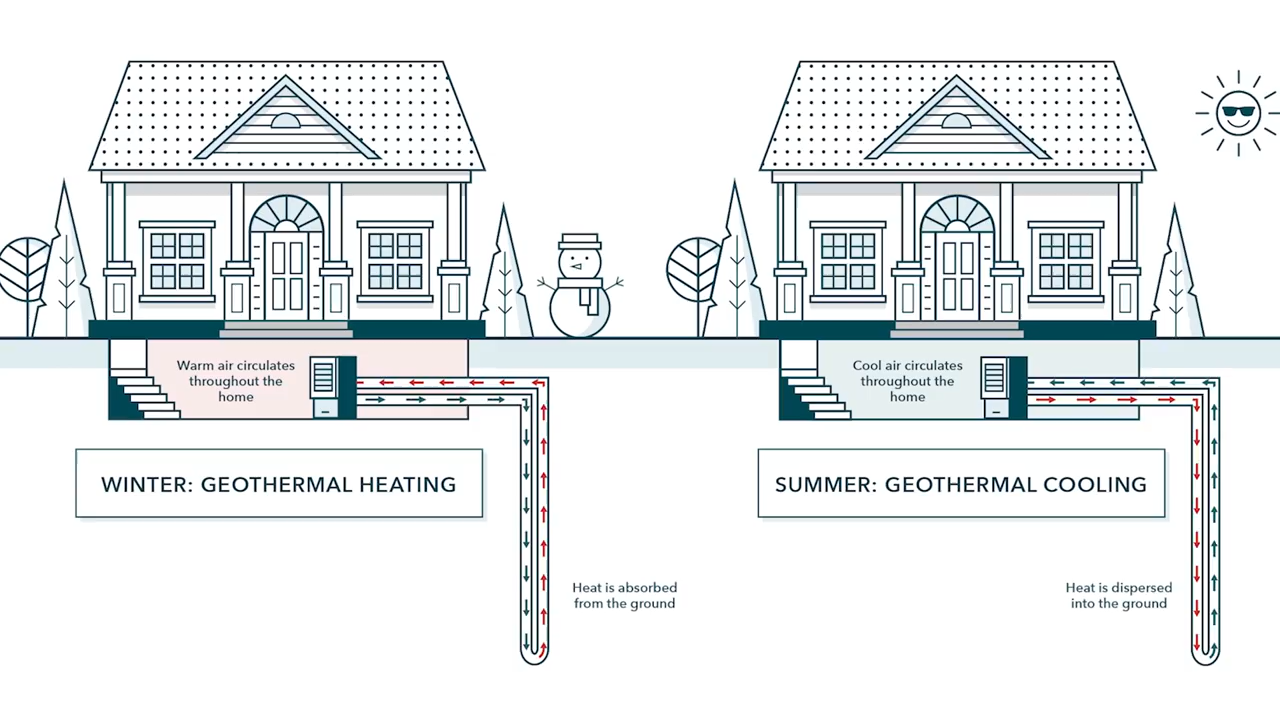 Warm air circulates
throughout the
home
Cool air circulates
throughout the
home
WINTER: GEOTHERMAL HEATING
SUMMER: GEOTHERMAL COOLING
Heat is absorbed
from the ground
Heat is dispersed
into the ground